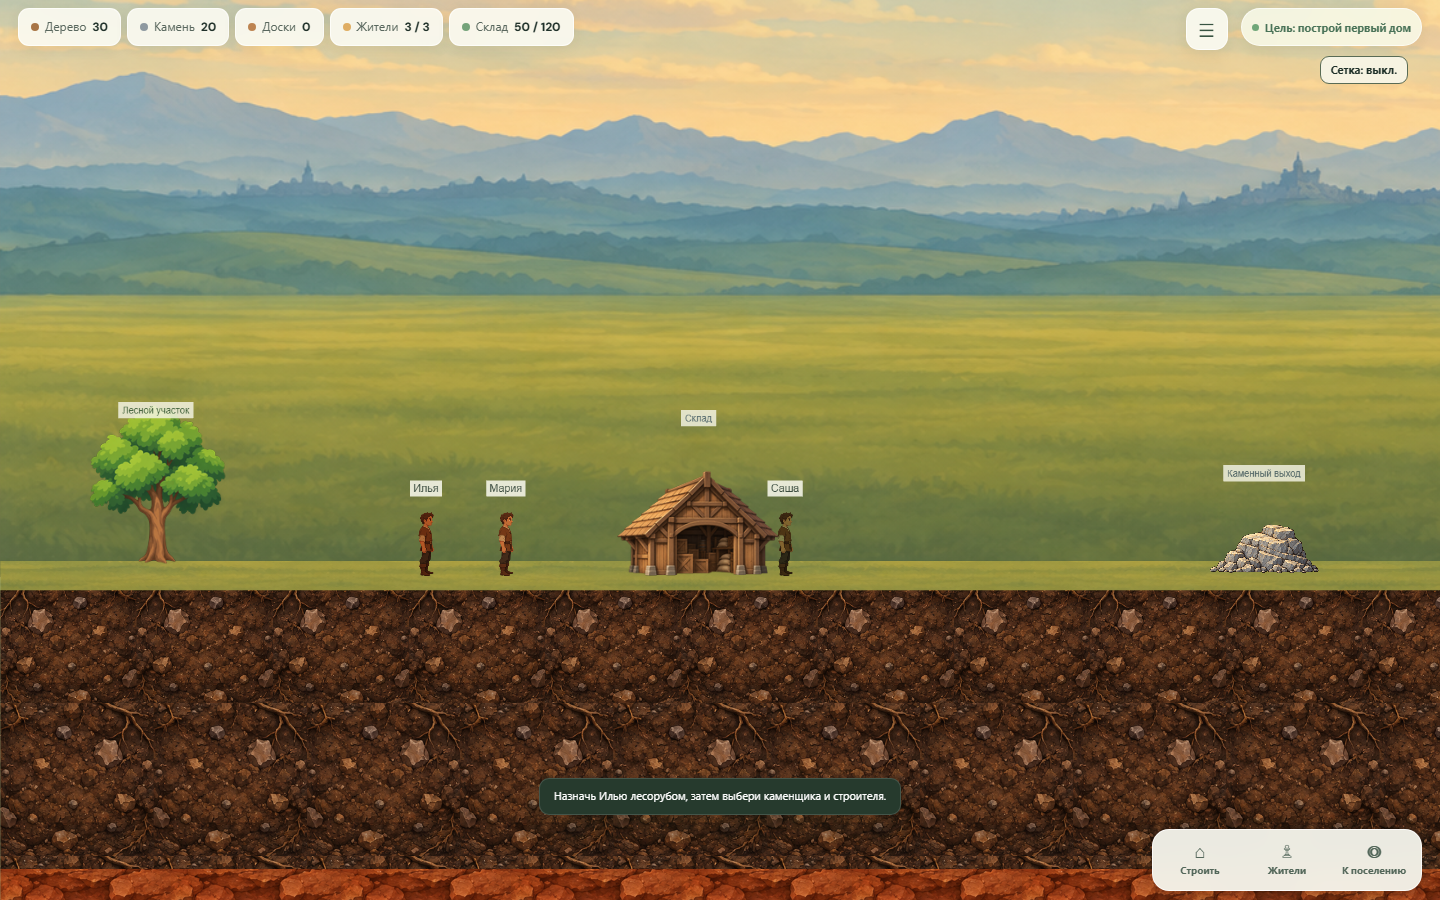 Дерево 30
Камень 20
Доски 0
Жители 3 / 3
Склад 50 / 120
☰
Цель: построй первый дом
Сетка: выкл.
Лесной участок
Склад
Илья
Мария
Саша
Каменный выход
Назначь Илью лесорубом, затем выбери каменщика и строителя.
Строить
Жители
К поселению